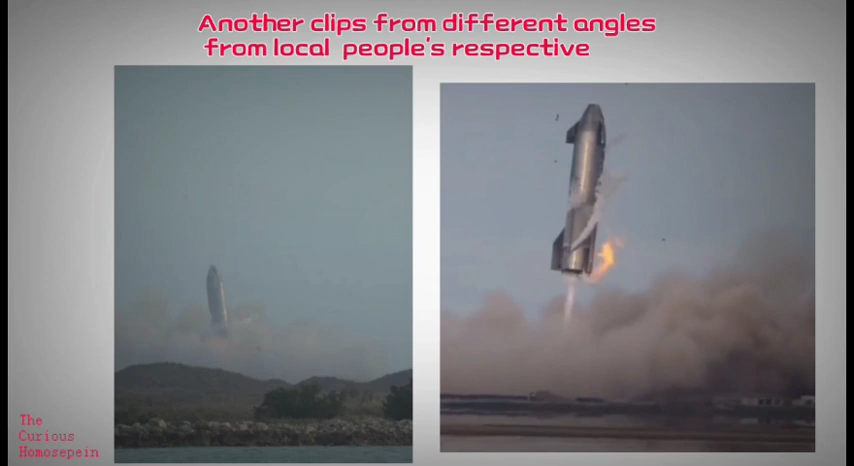 Another clips from different angles
from local people's respective
The
Curious
Homosepein